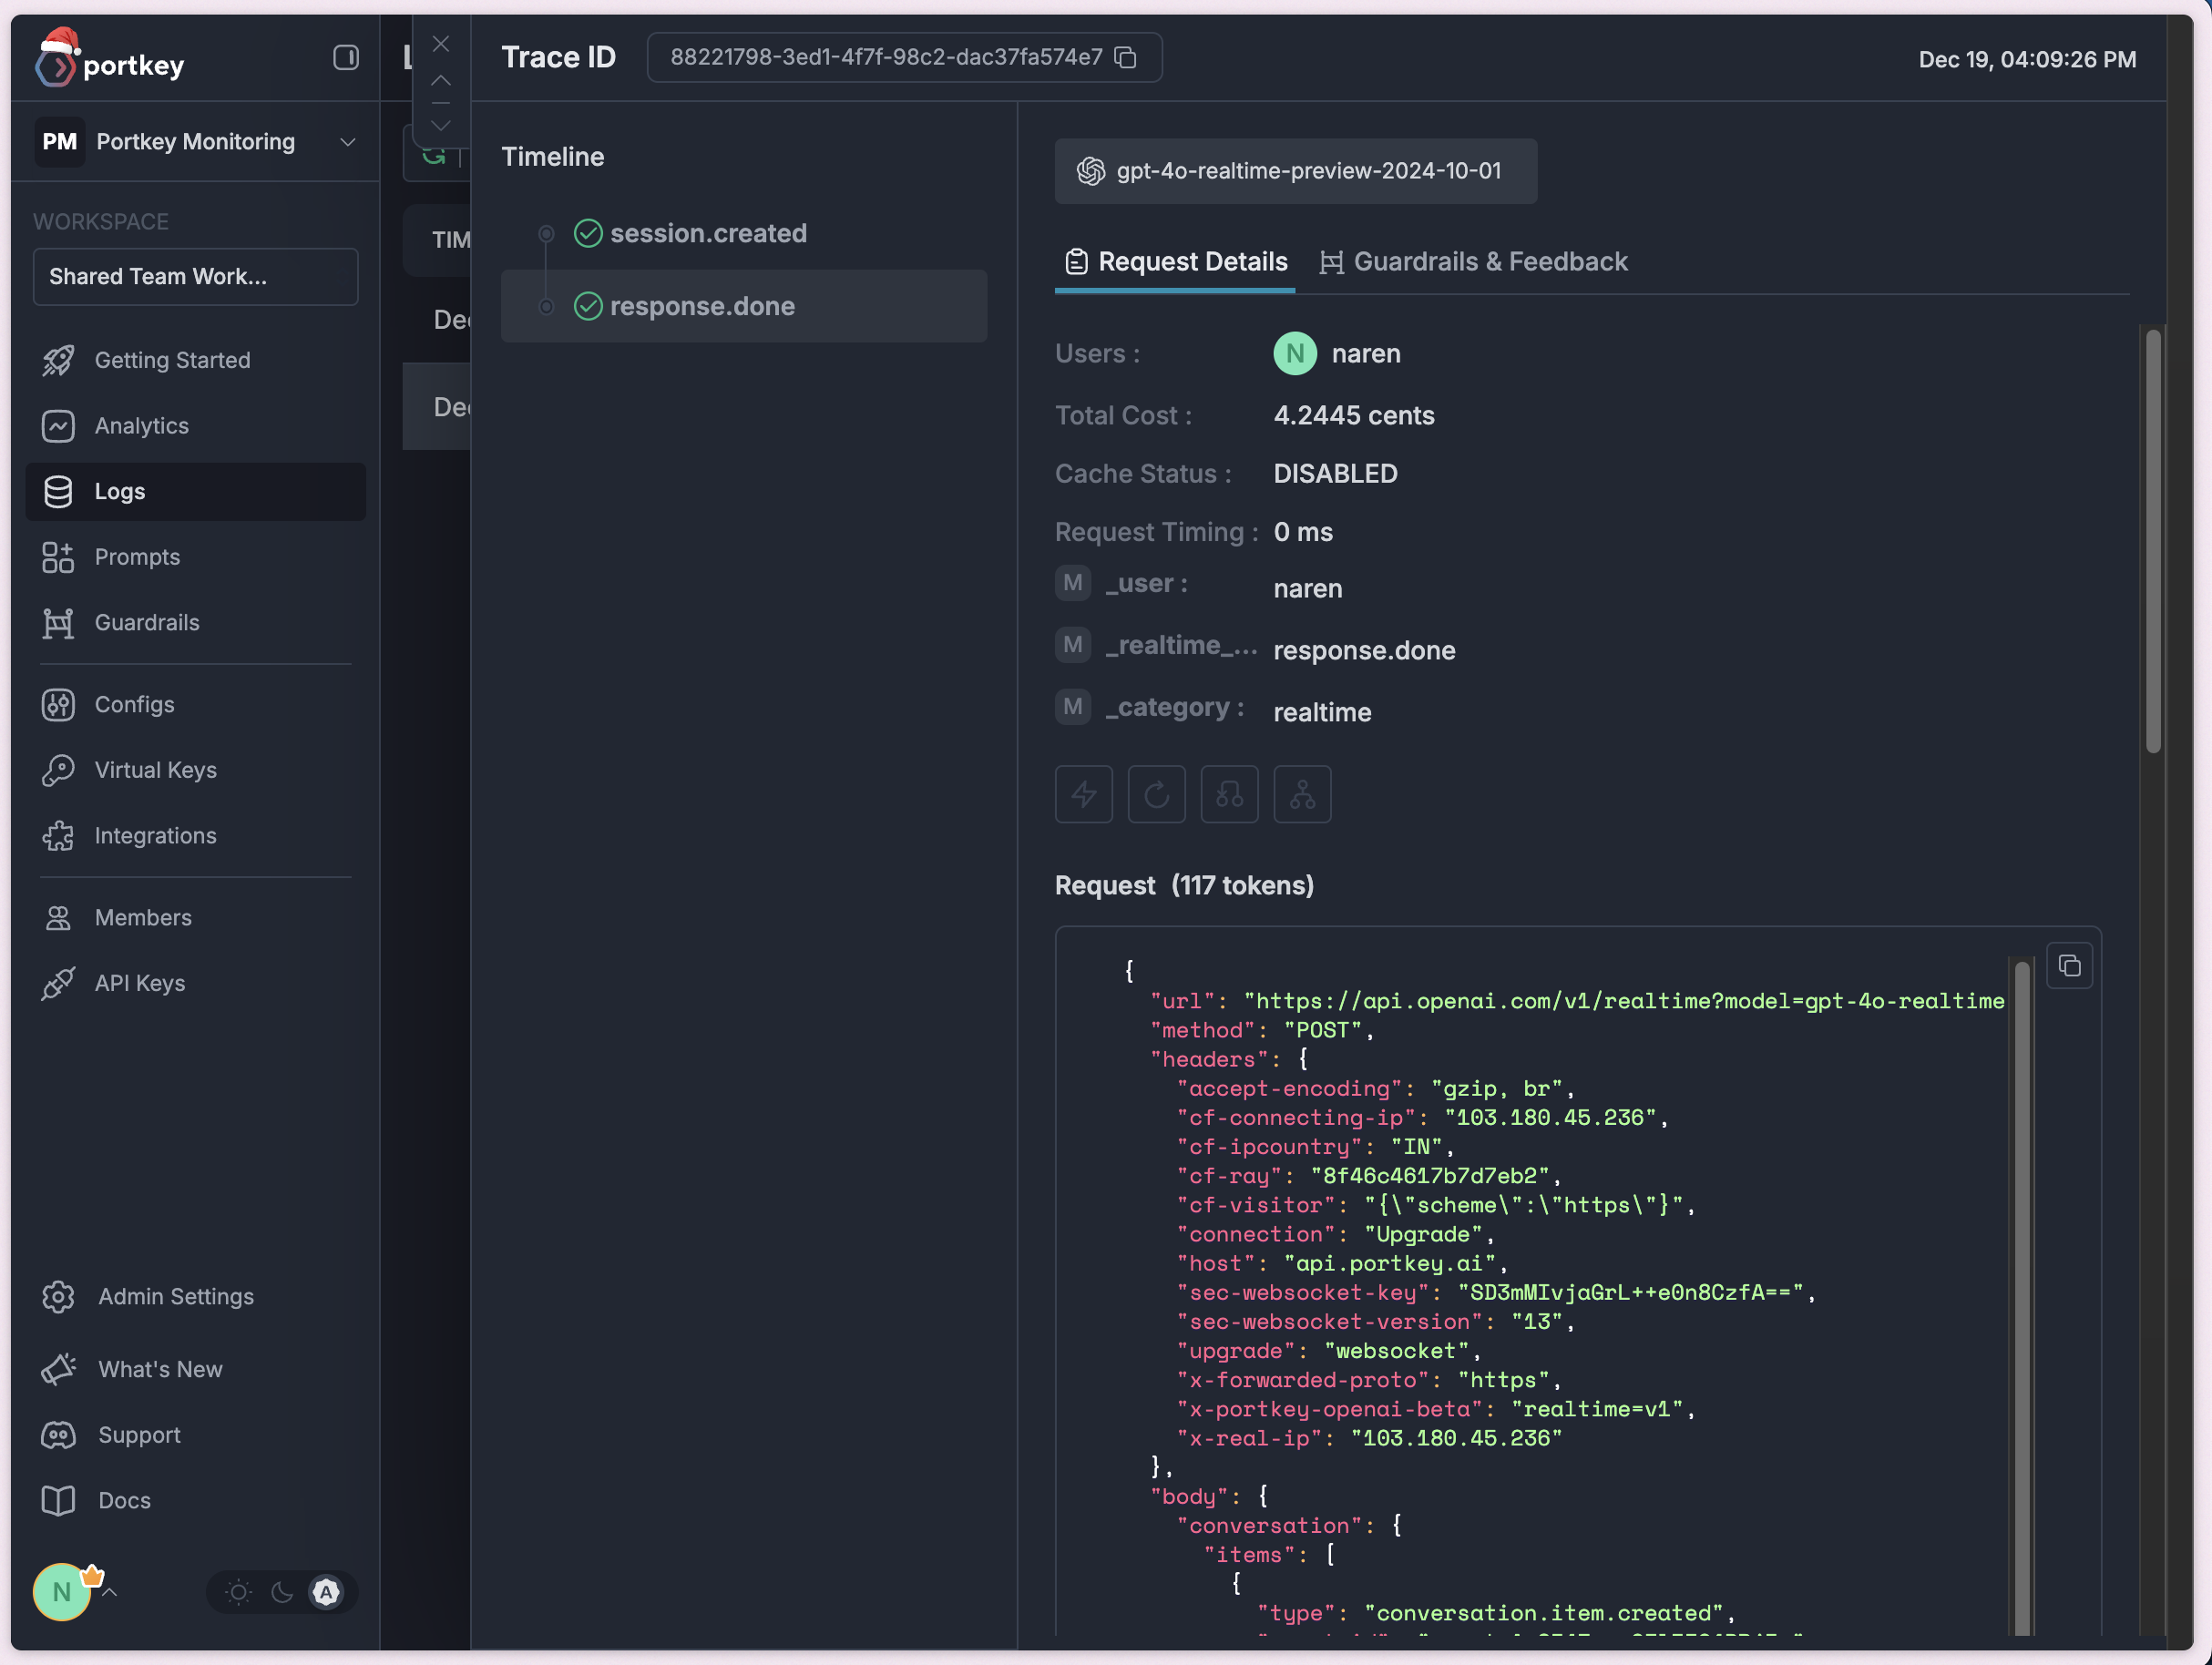 portkey
PM Portkey Monitoring
WORKSPACE
Shared Team Work...
Getting Started
Analytics
Logs
Prompts
Guardrails
Configs
Virtual Keys
Integrations
Members
API Keys
Admin Settings
What's New
Support
Docs
N
A
TIM
Dec
Dec
Trace ID
88221798-3ed1-4f7f-98c2-dac37fa574e7
Dec 19, 04:09:26 PM
Timeline
session.created
response.done
gpt-4o-realtime-preview-2024-10-01
Request Details
Guardrails & Feedback
Users : N naren
Total Cost : 4.2445 cents
Cache Status : DISABLED
Request Timing : 0 ms
M _user : naren
M _realtime_... response.done
M _category : realtime
Request (117 tokens)
{
"url": "https://api.openai.com/v1/realtime?model=gpt-4o-realtime
"method": "POST",
"headers": {
"accept-encoding": "gzip, br",
"cf-connecting-ip": "103.180.45.236",
"cf-ipcountry": "IN",
"cf-ray": "8f46c4617b7d7eb2",
"cf-visitor": "{\"scheme\":\"https\"}",
"connection": "Upgrade",
"host": "api.portkey.ai",
"sec-websocket-key": "SD3mMIvjaGrL++e0n8CzfA==",
"sec-websocket-version": "13",
"upgrade": "websocket",
"x-forwarded-proto": "https",
"x-portkey-openai-beta": "realtime=v1",
"x-real-ip": "103.180.45.236"
},
"body": {
"conversation": {
"items": [
{
"type": "conversation.item.created",